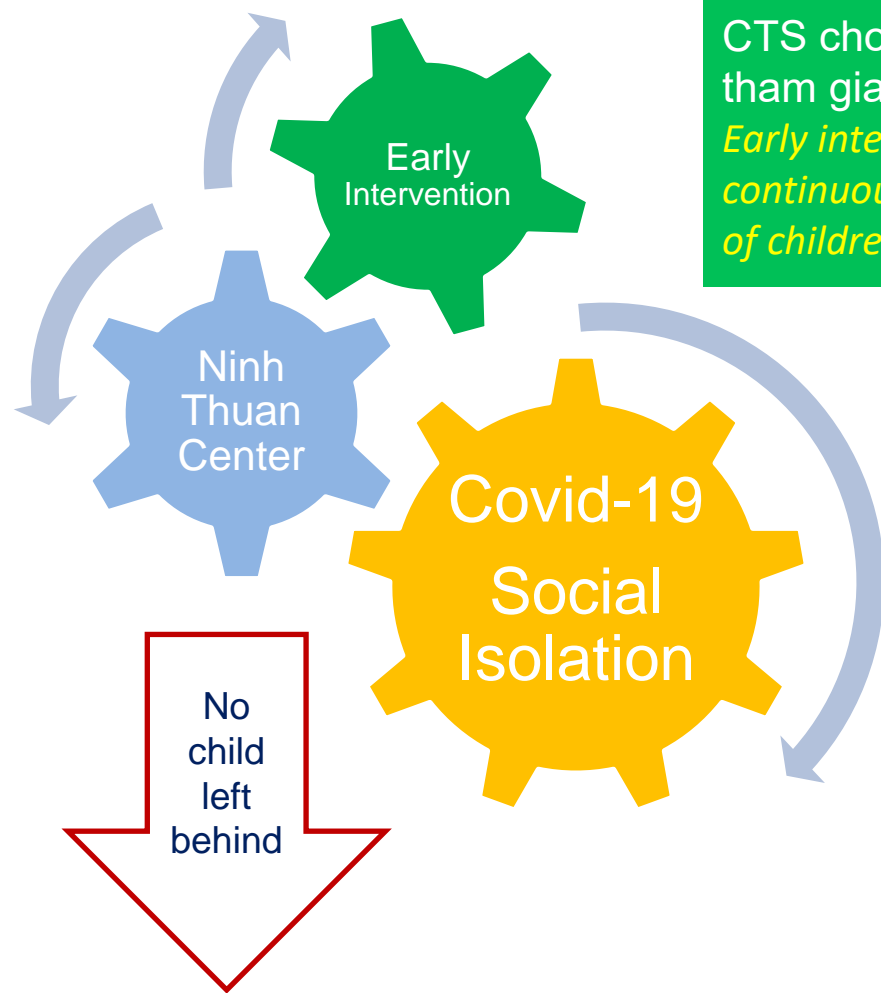 CTS cho
tham gia
Early inte
continuou
of childre
Early
Intervention
Ninh
Thuan
Center
Covid-19
Social
Isolation
No
child
left
behind